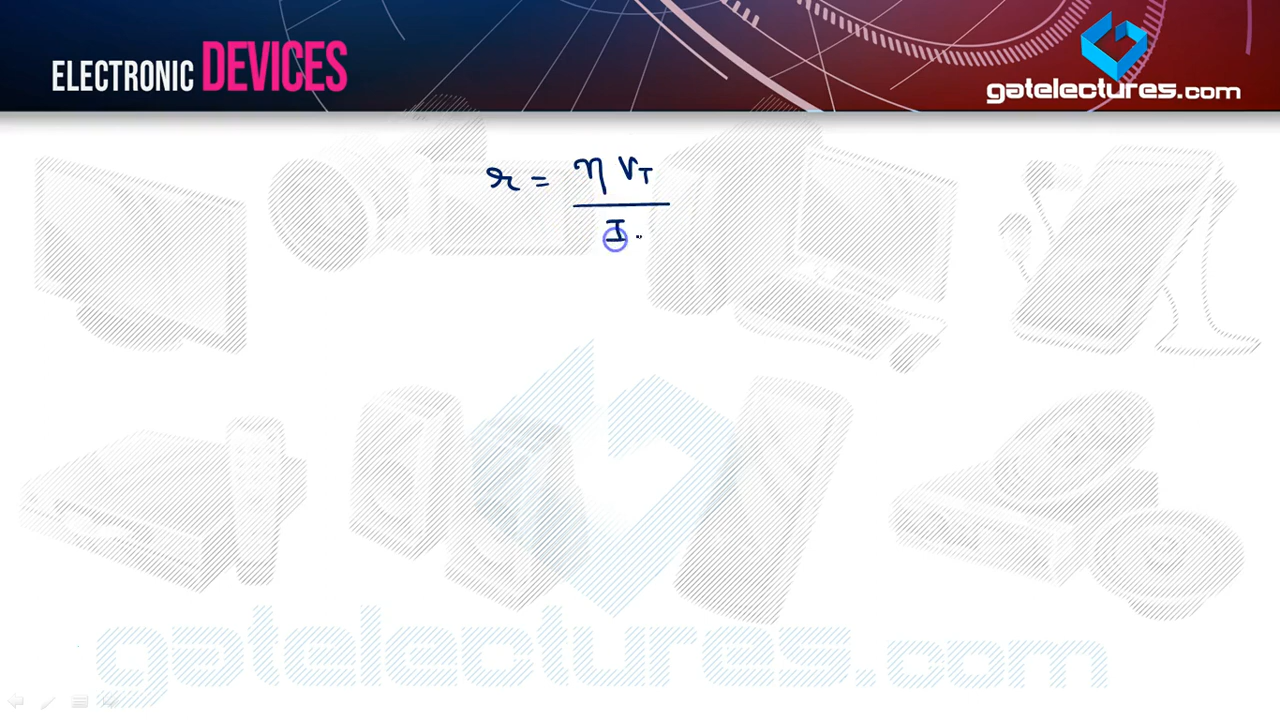 ELECTRONIC DEVICES
gatelectures.com
r = η V_T / I
gatelectures.com